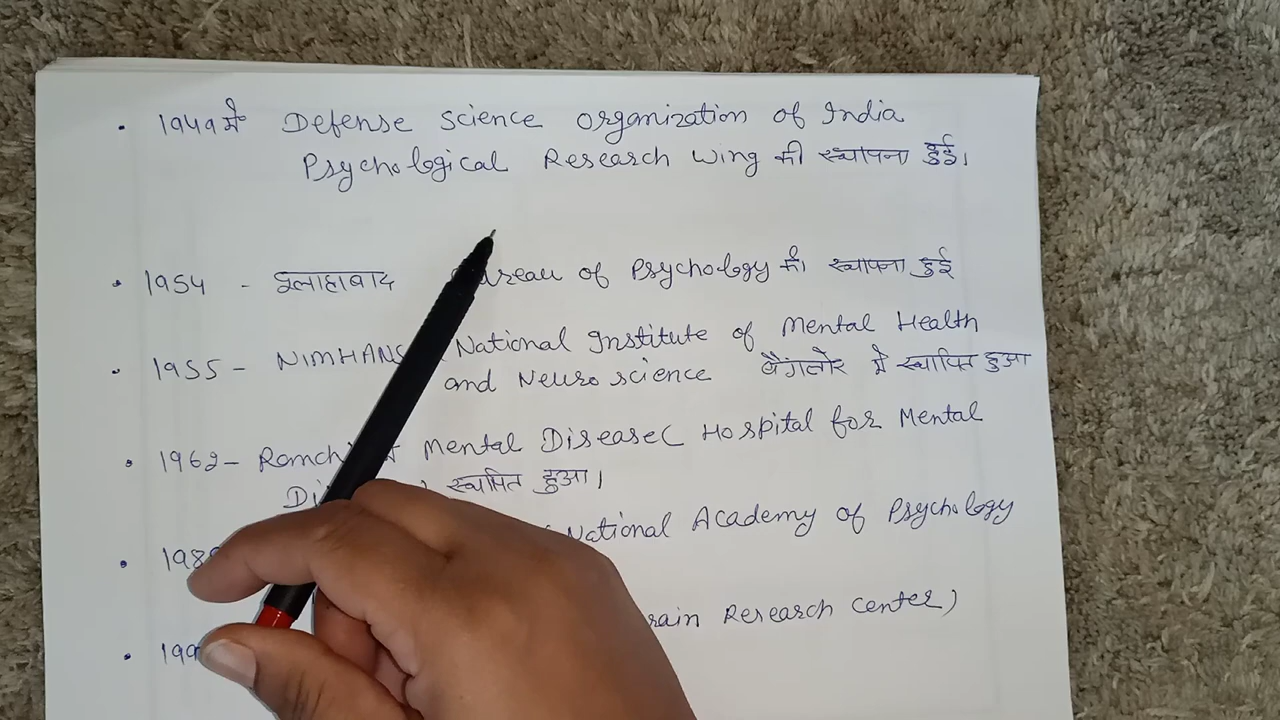 1949 में Defense Science Organization of India
Psychological Research Wing की स्थापना हुई।
1954 - इलाहाबाद of Psychology की स्थापना हुई
1955 - NIMHANS National Institute of Mental Health
and Neuro science बैंगलोर में स्थापित हुआ
1962 - Mental Disease( Hospital for Mental
स्थापित हुआ।
National Academy of Psychology
Research Center)